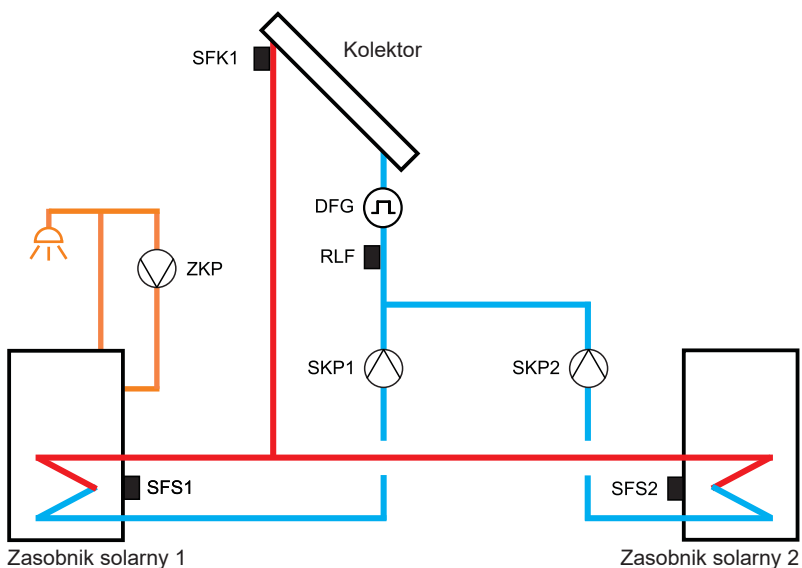 SFK1
Kolektor
DFG
RLF
ZKP
SKP1
SKP2
SFS1
SFS2
Zasobnik solarny 1
Zasobnik solarny 2